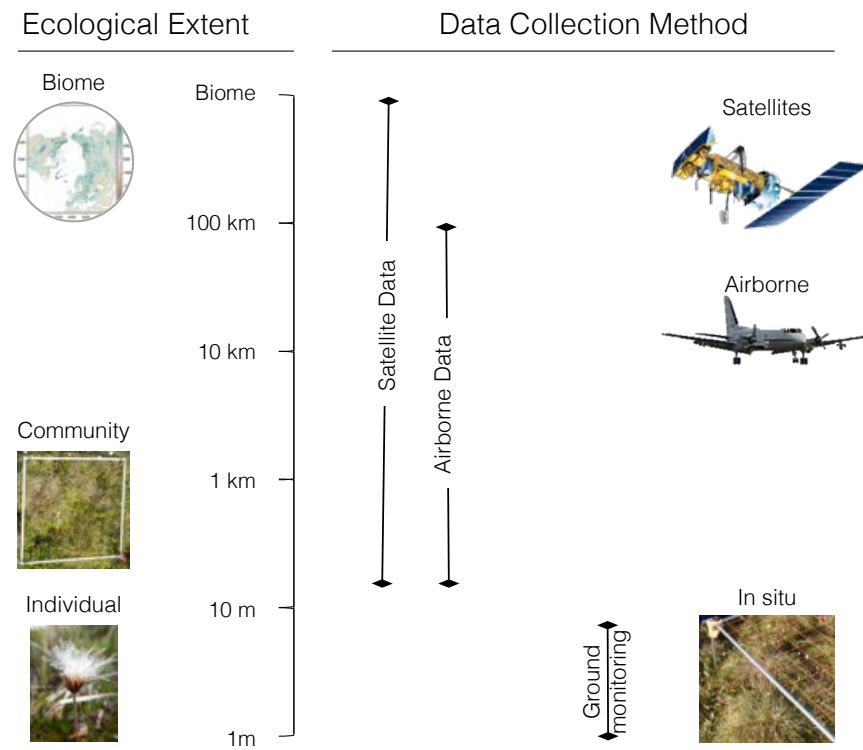 Ecological Extent
Data Collection Method
Biome
Biome
Satellites
100 km
Satellite Data
Airborne Data
Airborne
10 km
Community
1 km
Individual
10 m
In situ
Ground
monitoring
1m